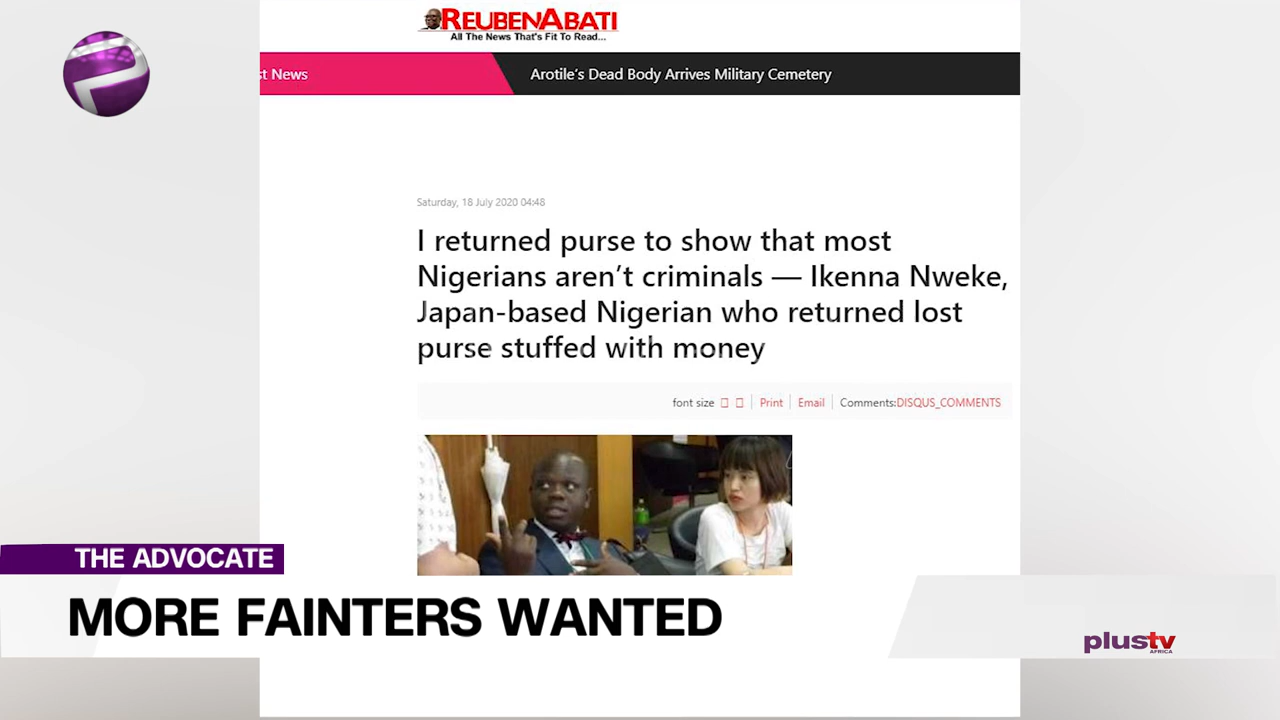 REUBENABATI
All The News That's Fit To Read...
st News
Arotile's Dead Body Arrives Military Cemetery
Saturday, 18 July 2020 04:48
I returned purse to show that most
Nigerians aren't criminals — Ikenna Nweke,
Japan-based Nigerian who returned lost
purse stuffed with money
font size
Print
Email
Comments:DISQUS_COMMENTS
THE ADVOCATE
MORE FAINTERS WANTED
plustv
AFRICA